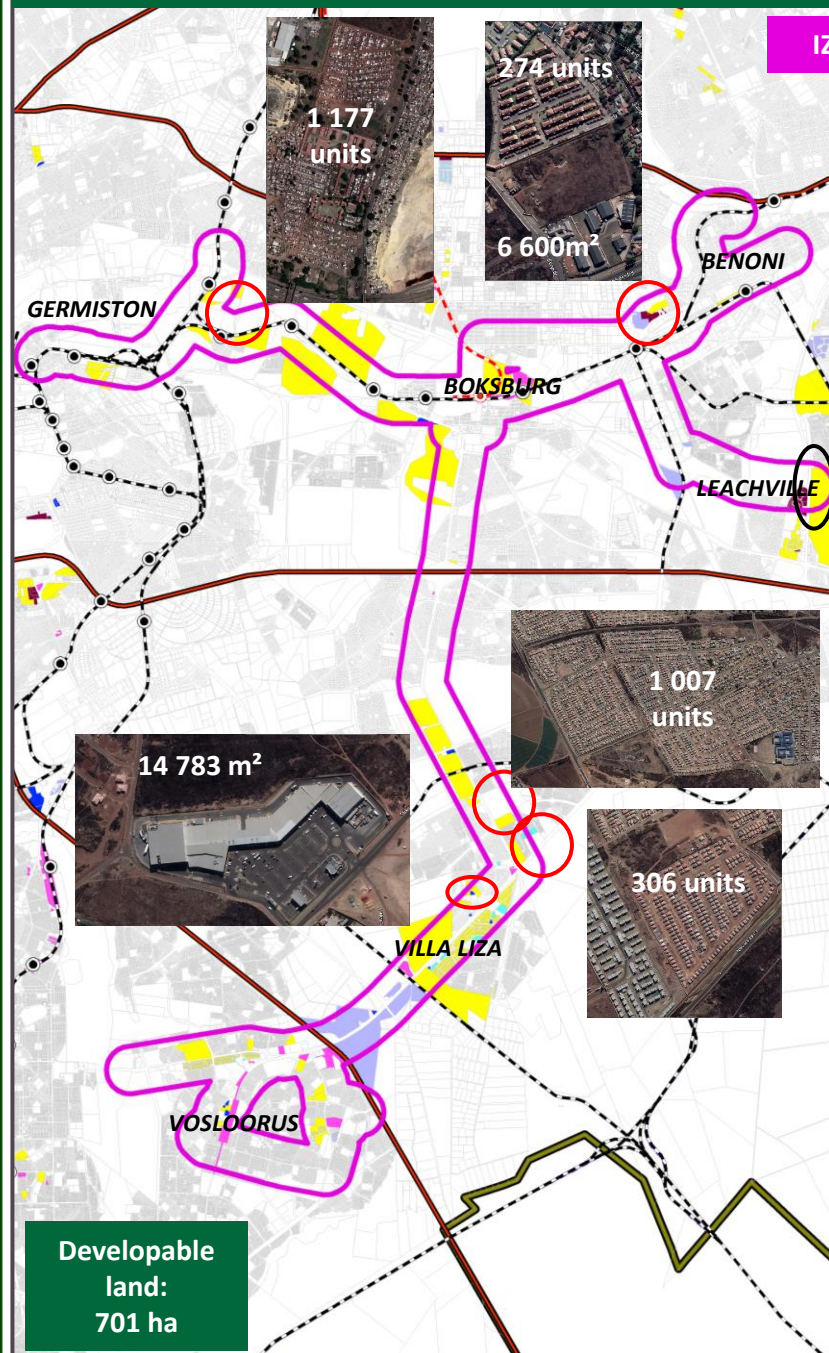 IZ
274 units
1 177
units
6 600m²
BENONI
GERMISTON
BOKSBURG
LEACHVILLE
1 007
units
14 783 m²
306 units
VILLA LIZA
VOSLOORUS
Developable
land:
701 ha